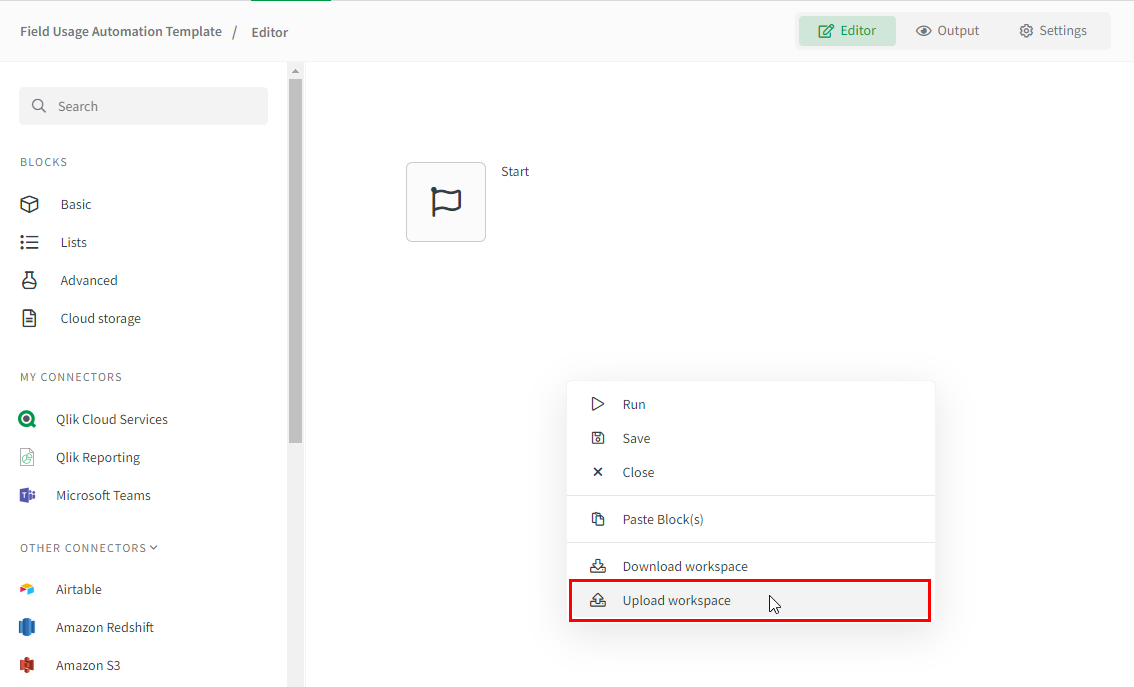 Field Usage Automation Template / Editor
Editor
Output
Settings
Search
BLOCKS
Basic
Lists
Advanced
Cloud storage
MY CONNECTORS
Qlik Cloud Services
Qlik Reporting
Microsoft Teams
OTHER CONNECTORS
Airtable
Amazon Redshift
Amazon S3
Start
Run
Save
Close
Paste Block(s)
Download workspace
Upload workspace